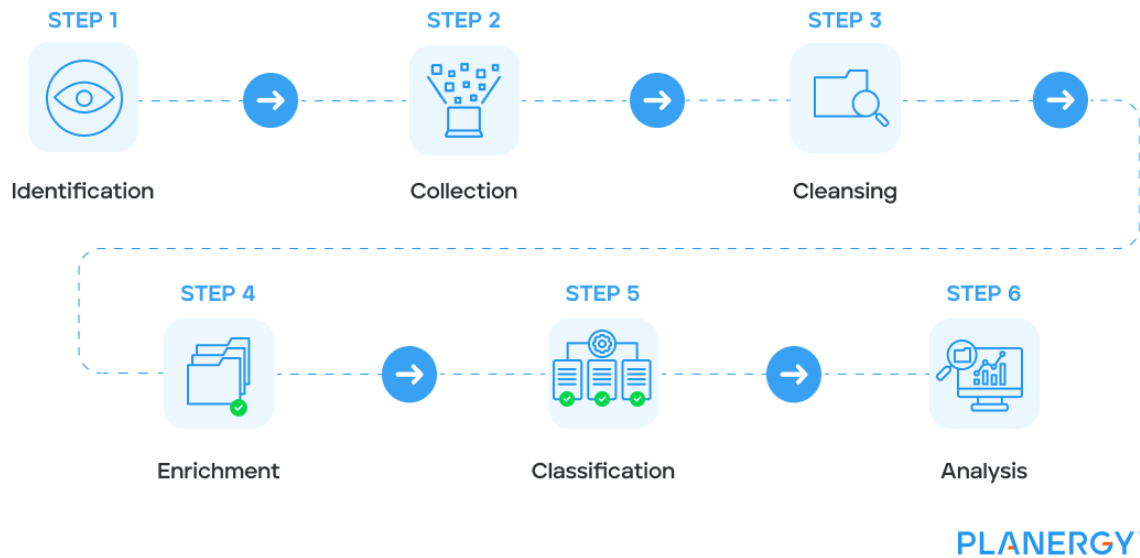 STEP 1
STEP 2
STEP 3
Identification
Collection
Cleansing
STEP 4
STEP 5
STEP 6
Enrichment
Classification
Analysis
PLANERGY